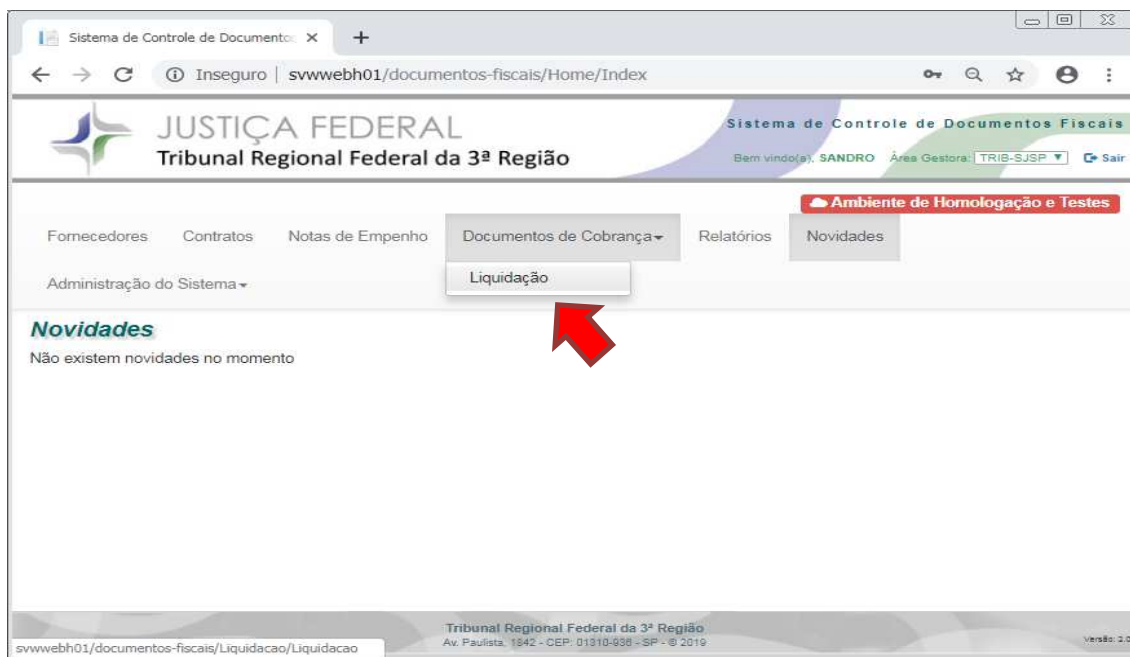 Sistema de Controle de Documento
Inseguro | svwwebh01/documentos-fiscais/Home/Index
JUSTIÇA FEDERAL
Tribunal Regional Federal da 3ª Região
Sistema de Controle de Documentos Fiscais
Bem vindo(a), SANDRO Área Gestora: TRIB-SJSP Sair
Ambiente de Homologação e Testes
Fornecedores Contratos Notas de Empenho Documentos de Cobrança Relatórios Novidades
Liquidação
Administração do Sistema
Novidades
Não existem novidades no momento
Tribunal Regional Federal da 3ª Região
Av. Paulista, 1842 - CEP: 01310-936 - SP - © 2019
Versão: 2.0
svwwebh01/documentos-fiscais/Liquidacao/Liquidacao